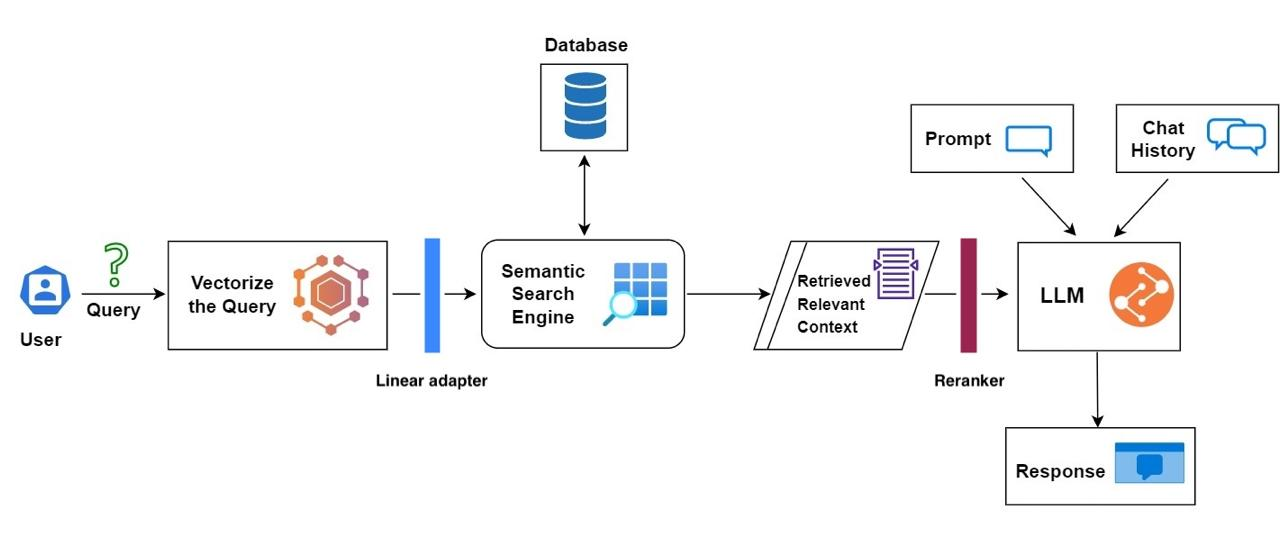 Database
Prompt
Chat
History
User
Query
Vectorize
the Query
Linear adapter
Semantic
Search
Engine
Retrieved
Relevant
Context
Reranker
LLM
Response